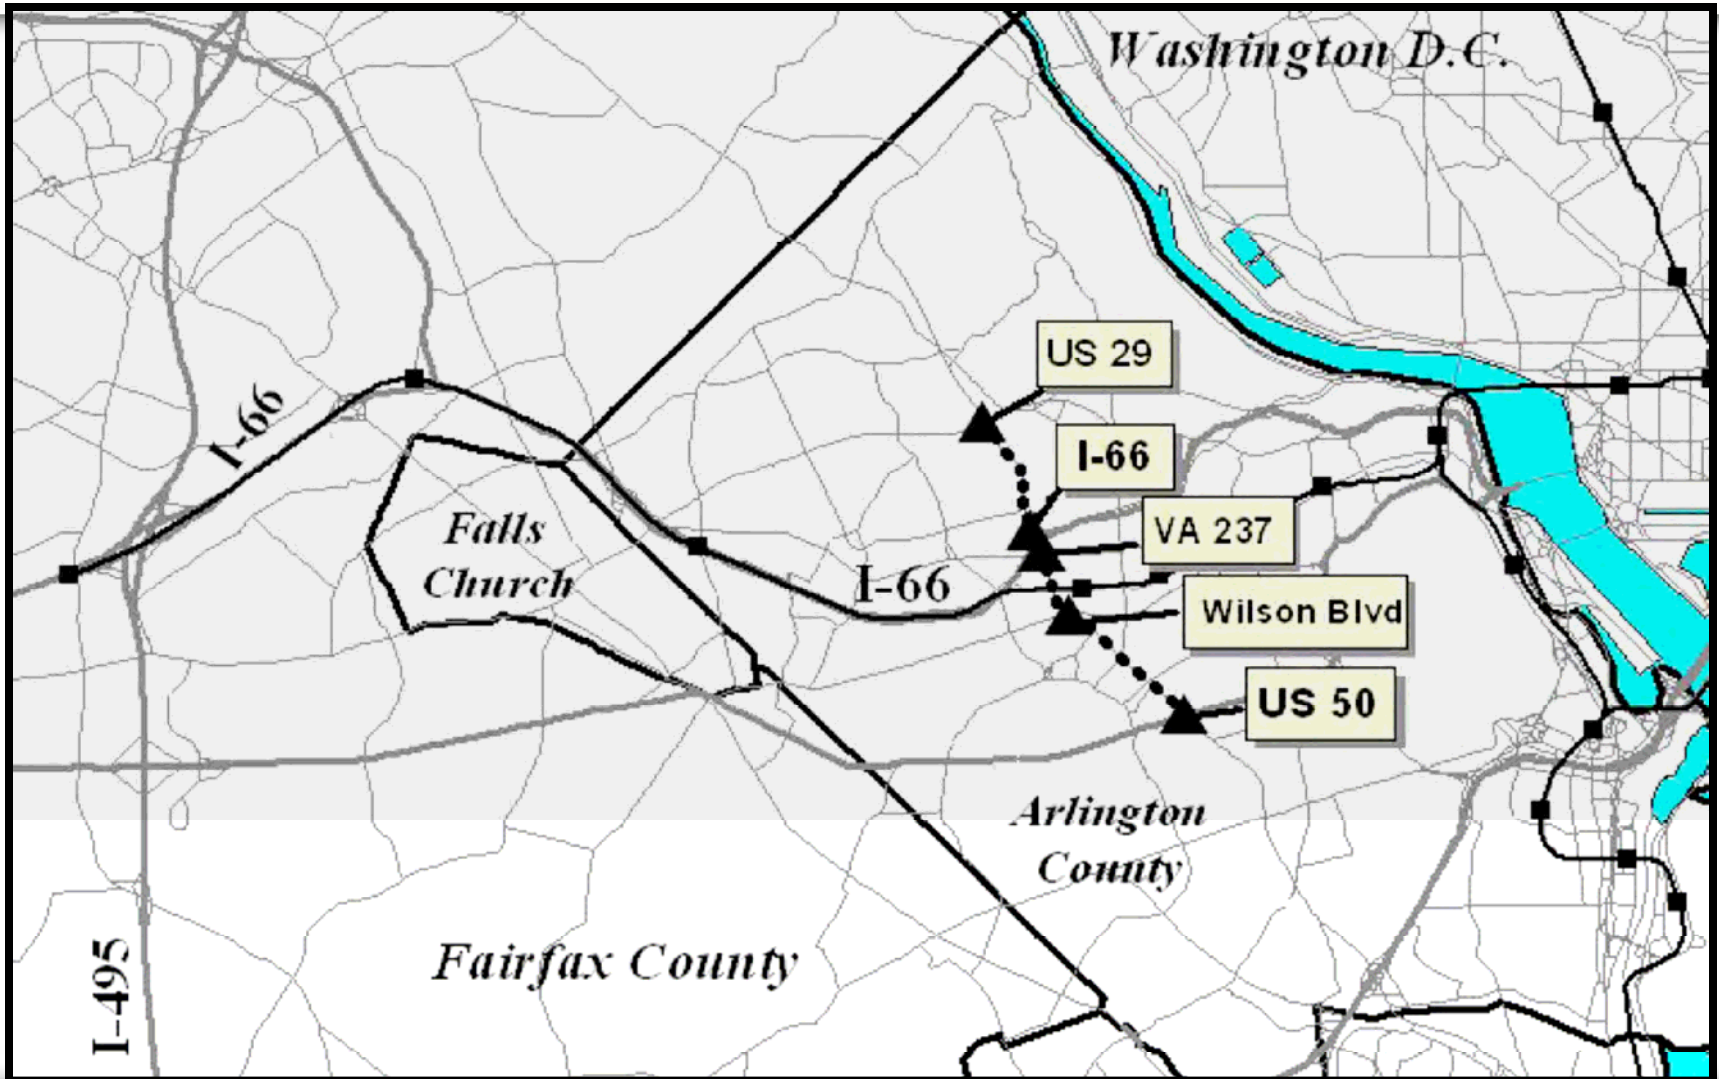 Washington D.C.
US 29
I-66
I-66
VA 237
Falls
Church
I-66
Wilson Blvd
US 50
Arlington
County
Fairfax County
I-495